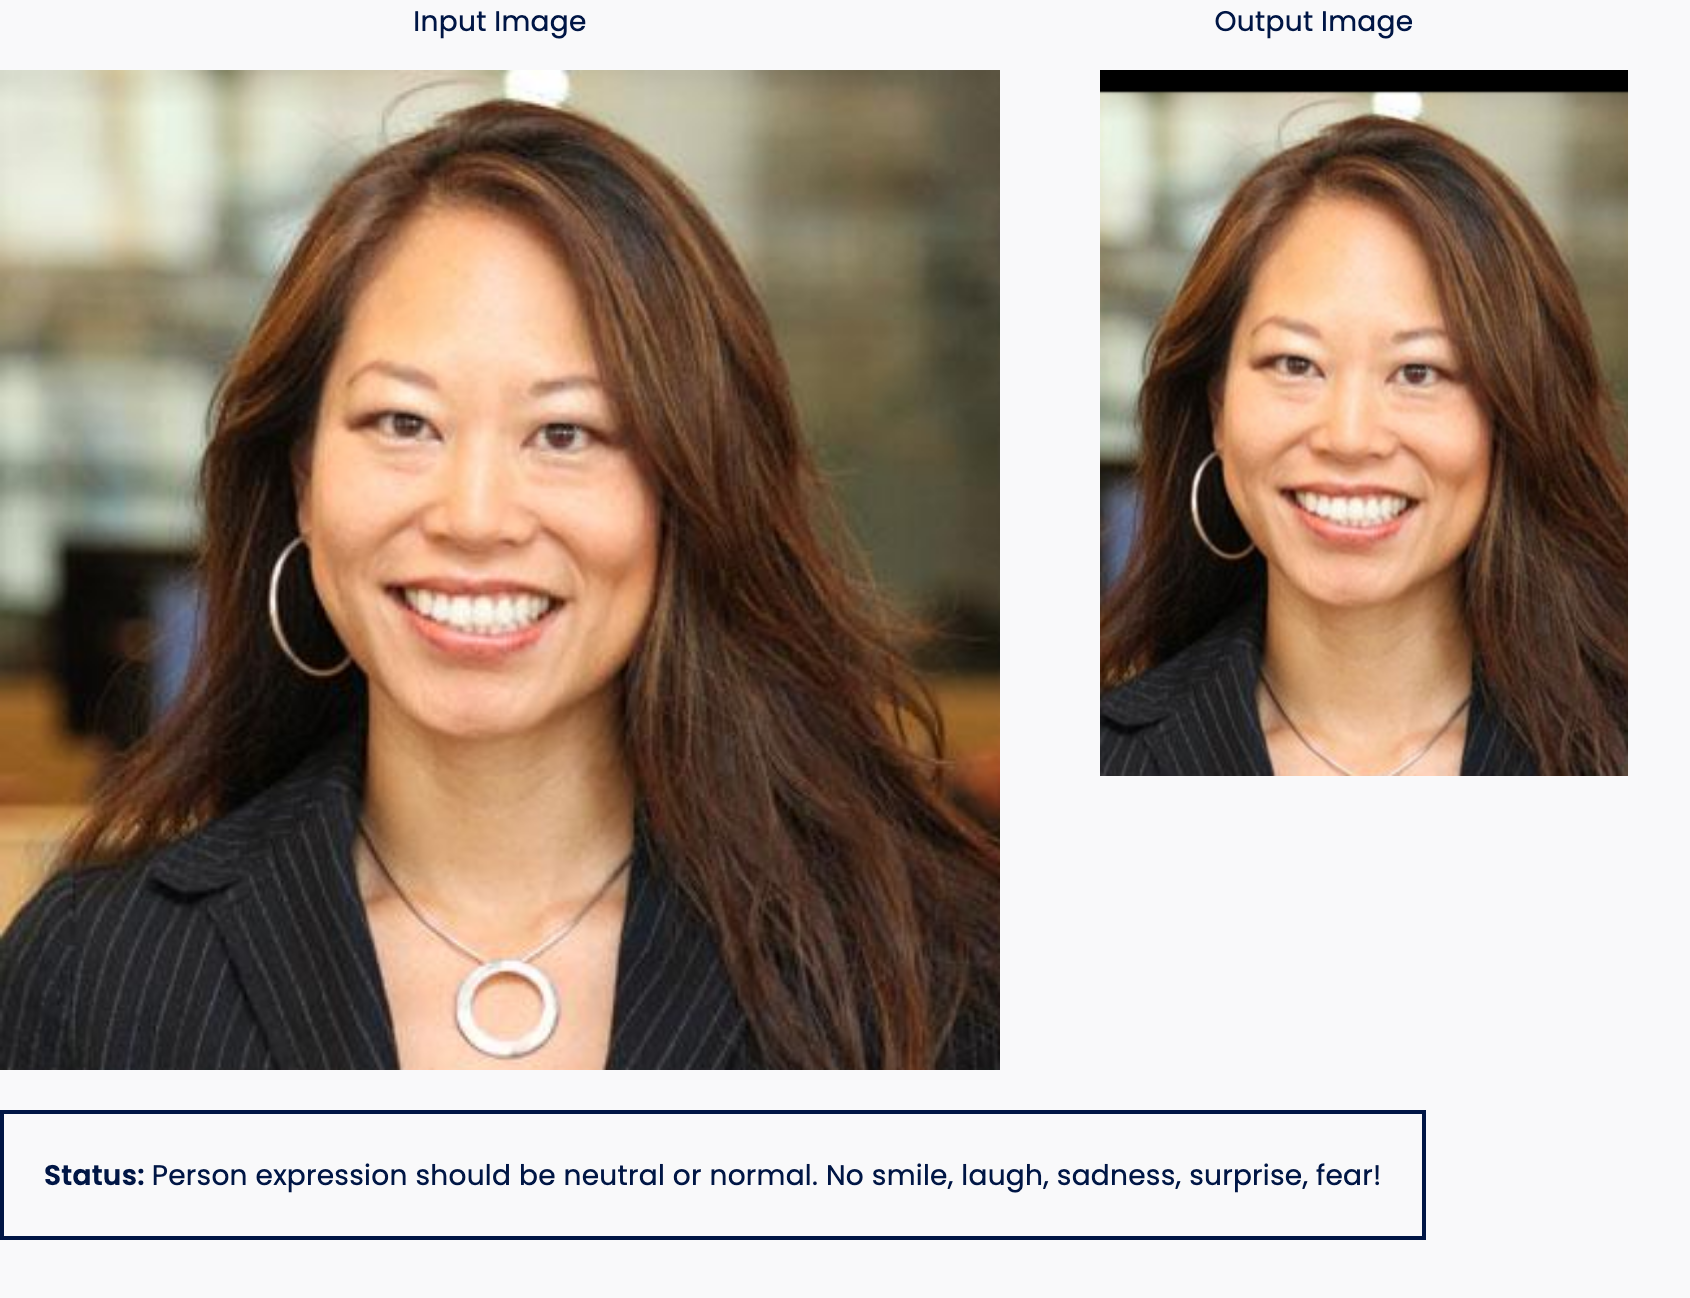 Input Image
Output Image
Status: Person expression should be neutral or normal. No smile, laugh, sadness, surprise, fear!